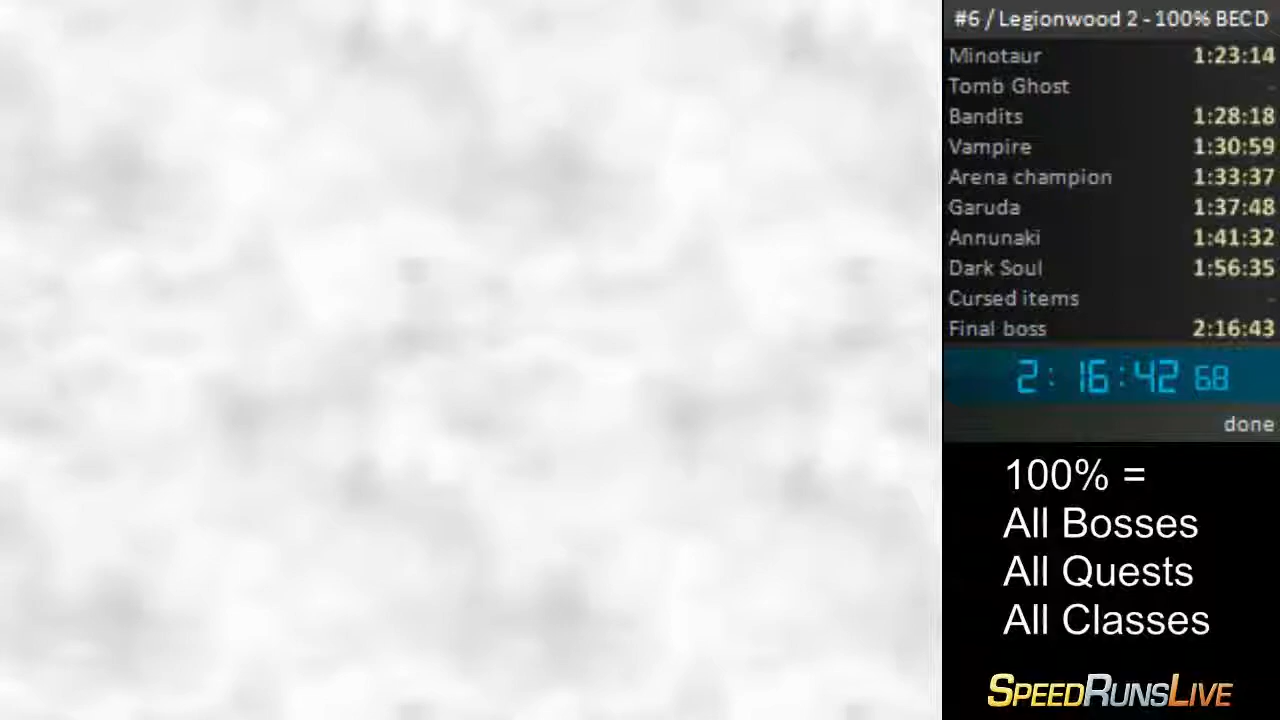 #6 / Legionwood 2 - 100% BECD
Minotaur 1:23:14
Tomb Ghost -
Bandits 1:28:18
Vampire 1:30:59
Arena champion 1:33:37
Garuda 1:37:48
Annunaki 1:41:32
Dark Soul 1:56:35
Cursed items -
Final boss 2:16:43
2:16:42 68
done
100% =
All Bosses
All Quests
All Classes
SPEEDRUNSLIVE